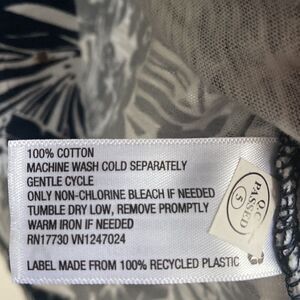 100% COTTON
MACHINE WASH COLD SEPARATELY
GENTLE CYCLE
ONLY NON-CHLORINE BLEACH IF NEEDED
TUMBLE DRY LOW, REMOVE PROMPTLY
WARM IRON IF NEEDED
RN17730 VN1247024
LABEL MADE FROM 100% RECYCLED PLASTIC
Q.C.
PASSED
5